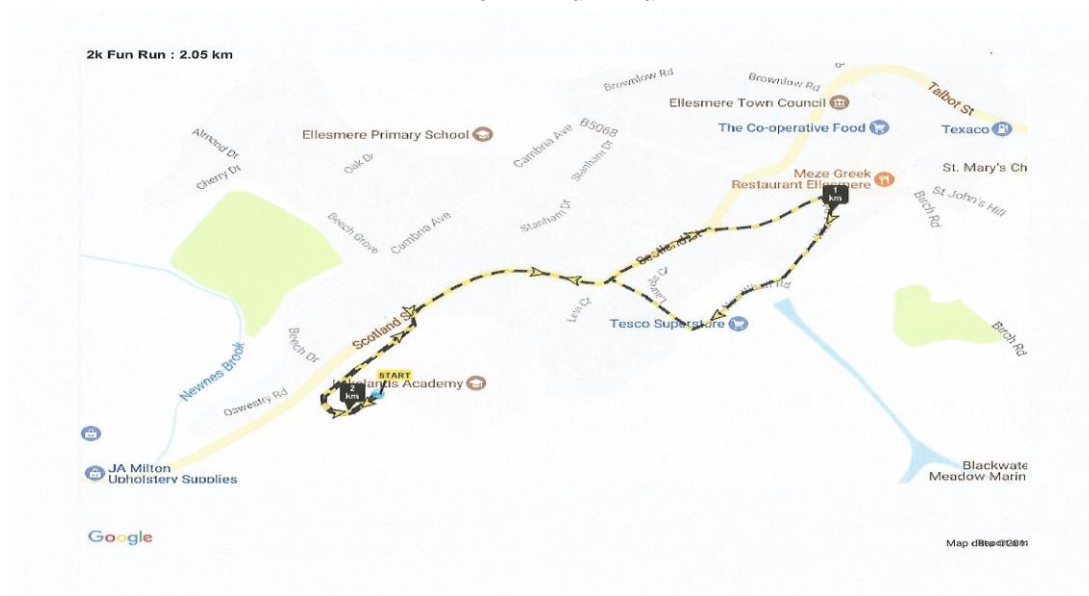 2k Fun Run : 2.05 km
Brownlow Rd
Brownlow Rd
Talbot St
Ellesmere Town Council
Almond Dr
Ellesmere Primary School
Cambria Ave
B5068
The Co-operative Food
Texaco
Oak Dr
Stanham Dr
Cherry Dr
Meze Greek
Restaurant Ellesmere
St. Mary's Ch
1
km
St John's Hill
Birch Rd
Beech Grove
Cambria Ave
Stanham Dr
Scotland St
Len Cr
Tesco Superstore
Scotland St
Birch Rd
Beech Dr
Newnes Brook
START
Lakelands Academy
2
km
Oswestry Rd
JA Milton
Upholstery Supplies
Blackwate
Meadow Marin
Google